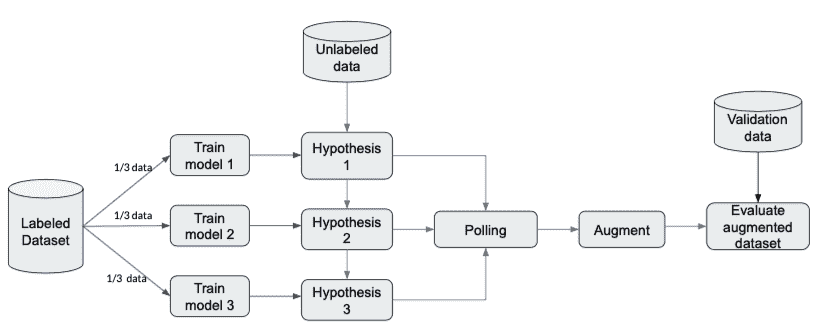 Unlabeled
data
Validation
data
Train
model 1
Hypothesis
1
1/3 data
Labeled
Dataset
1/3 data
Train
model 2
Hypothesis
2
Polling
Augment
Evaluate
augmented
dataset
1/3 data
Train
model 3
Hypothesis
3